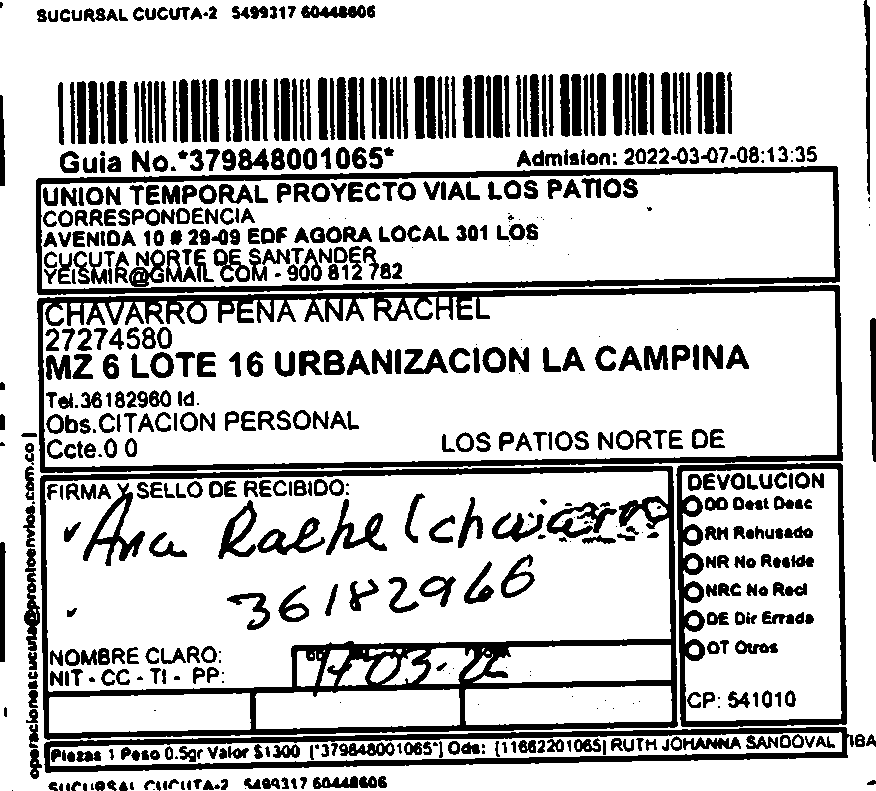 SUCURSAL CUCUTA-2 5499317 60448606
Guia No.*379848001065*
Admision: 2022-03-07-08:13:35
UNION TEMPORAL PROYECTO VIAL LOS PATIOS
CORRESPONDENCIA
AVENIDA 10 # 29-09 EDF AGORA LOCAL 301 LOS
CUCUTA NORTE DE SANTANDER
YEISMIR@GMAIL COM - 900 812 782
CHAVARRO PENA ANA RACHEL
27274580
MZ 6 LOTE 16 URBANIZACION LA CAMPINA
Tel.36182960 Id.
Obs.CITACION PERSONAL
Ccte.0 0
LOS PATIOS NORTE DE
operacionescucuta@prontoenvios.com.co |
FIRMA Y SELLO DE RECIBIDO:
Ana Rachel Chavarro
36182966
NOMBRE CLARO:
NIT - CC - TI - PP:
DEVOLUCION
DD Dest Desc
RH Rehusado
NR No Reside
NRC No Recl
DE Dir Errada
OT Otros
CP: 541010
Piezas 1 Peso 0.5gr Valor $1300 [*379848001065*] Ods: [11662201065] RUTH JOHANNA SANDOVAL
SUCURSAL CUCUTA-2 5499317 60448606